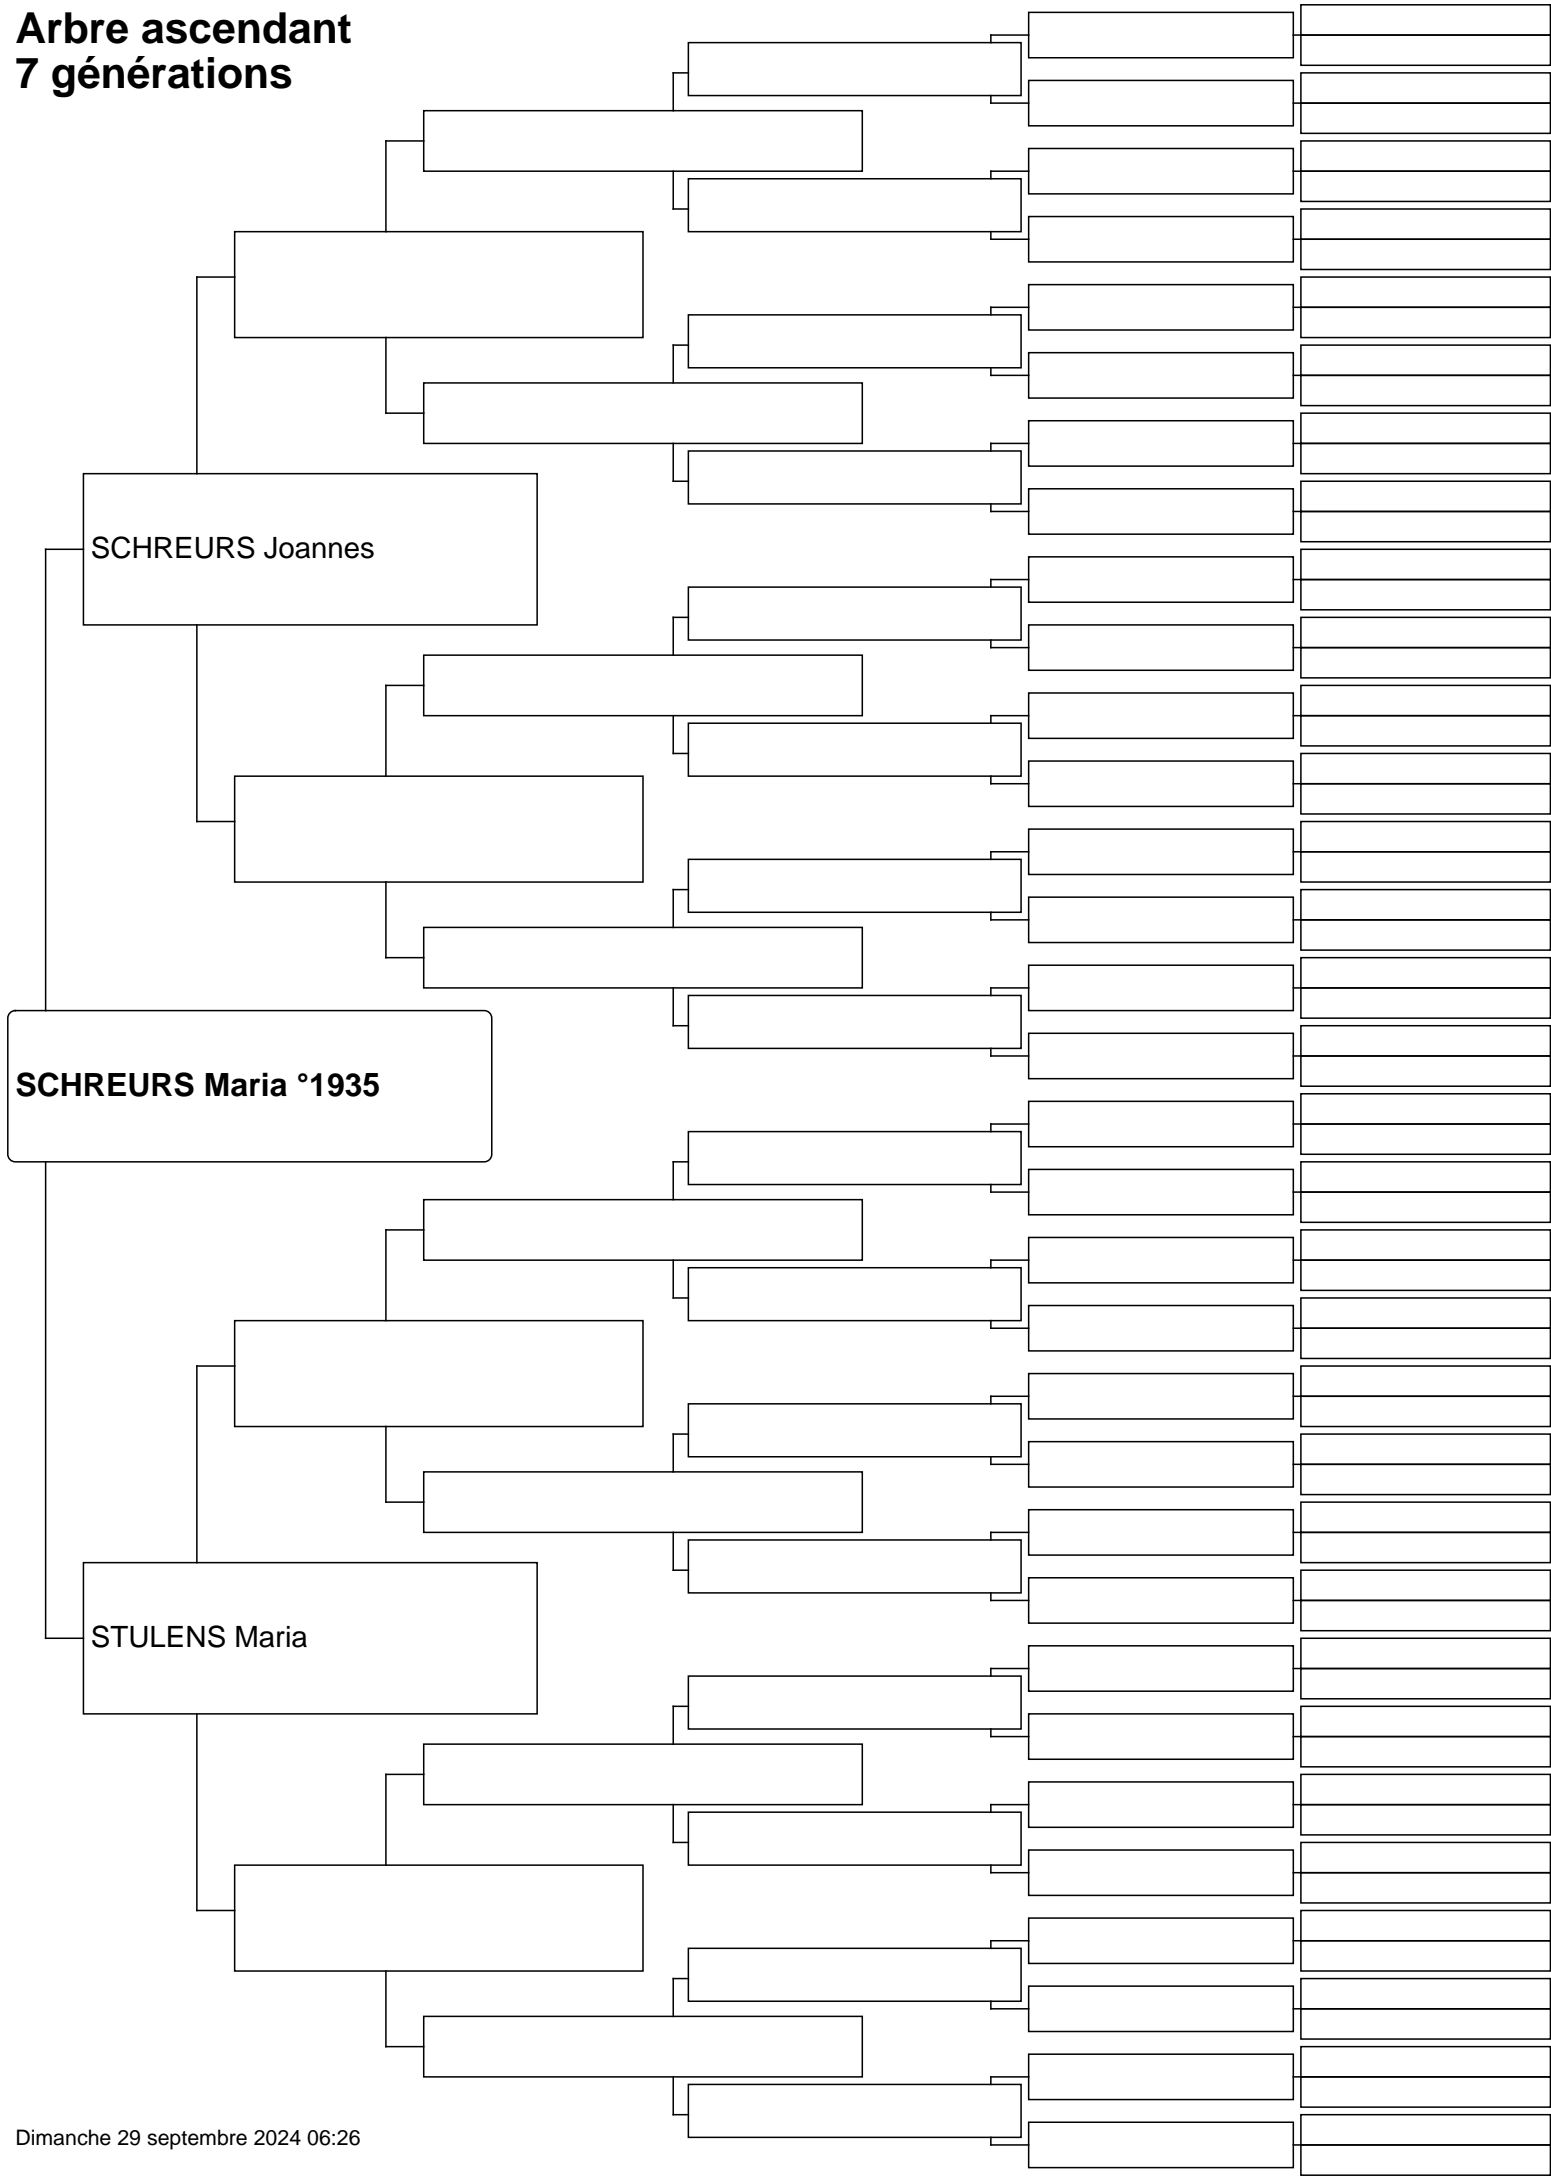 Arbre ascendant
7 générations
SCHREURS Joannes
SCHREURS Maria °1935
STULENS Maria
Dimanche 29 septembre 2024 06:26